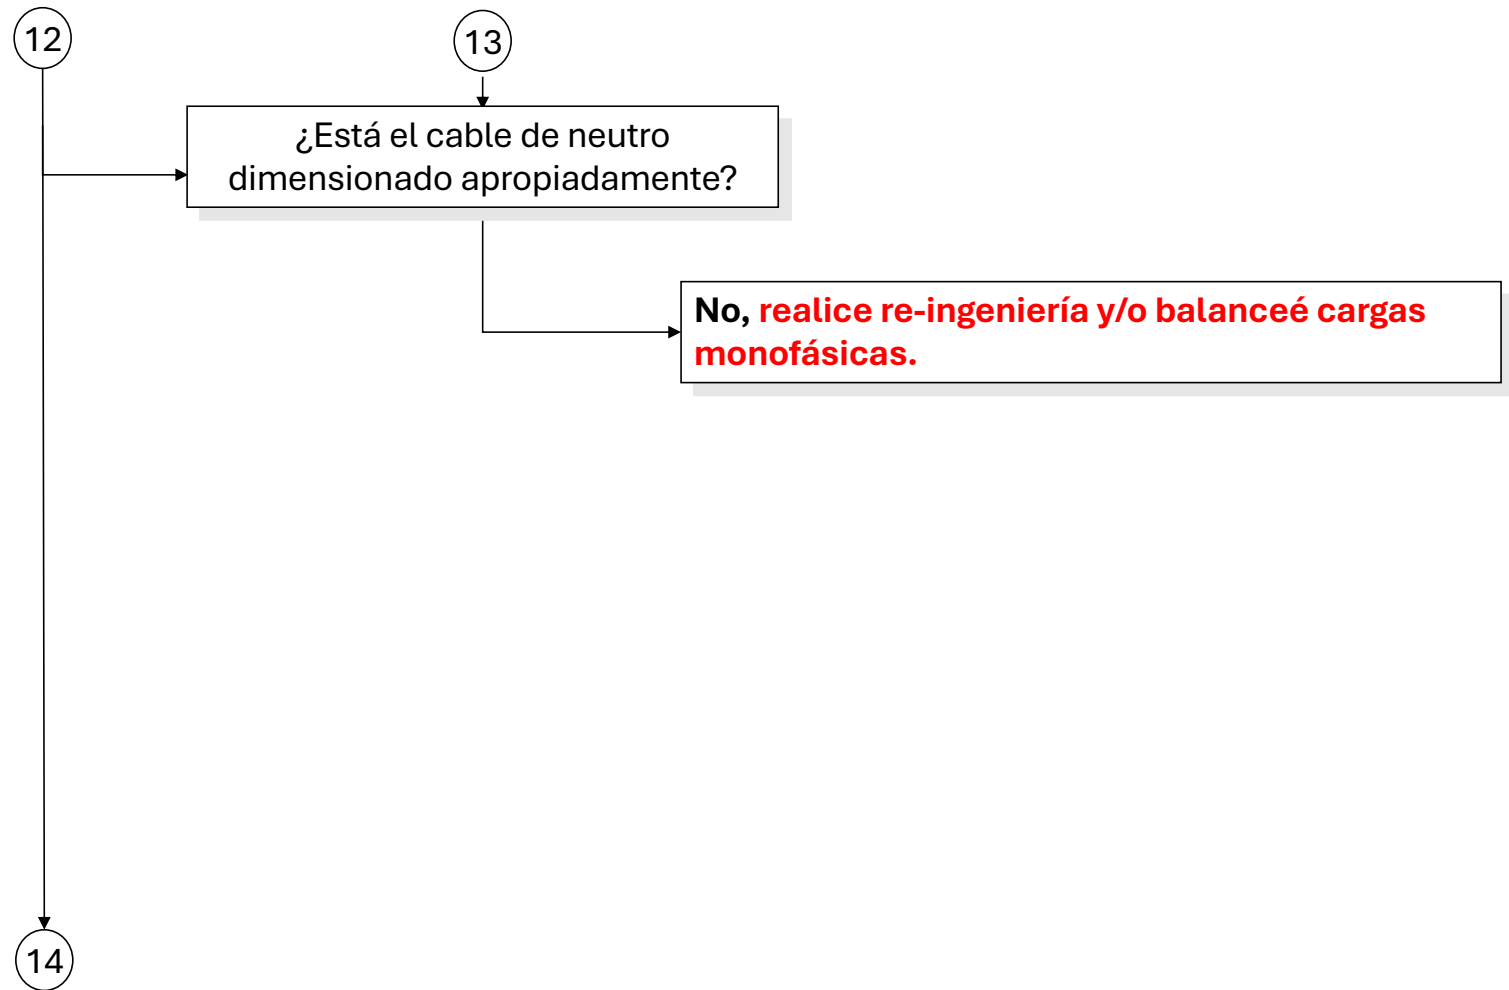 12
13
¿Está el cable de neutro
dimensionado apropiadamente?
No, realice re-ingeniería y/o balanceé cargas
monofásicas.
14